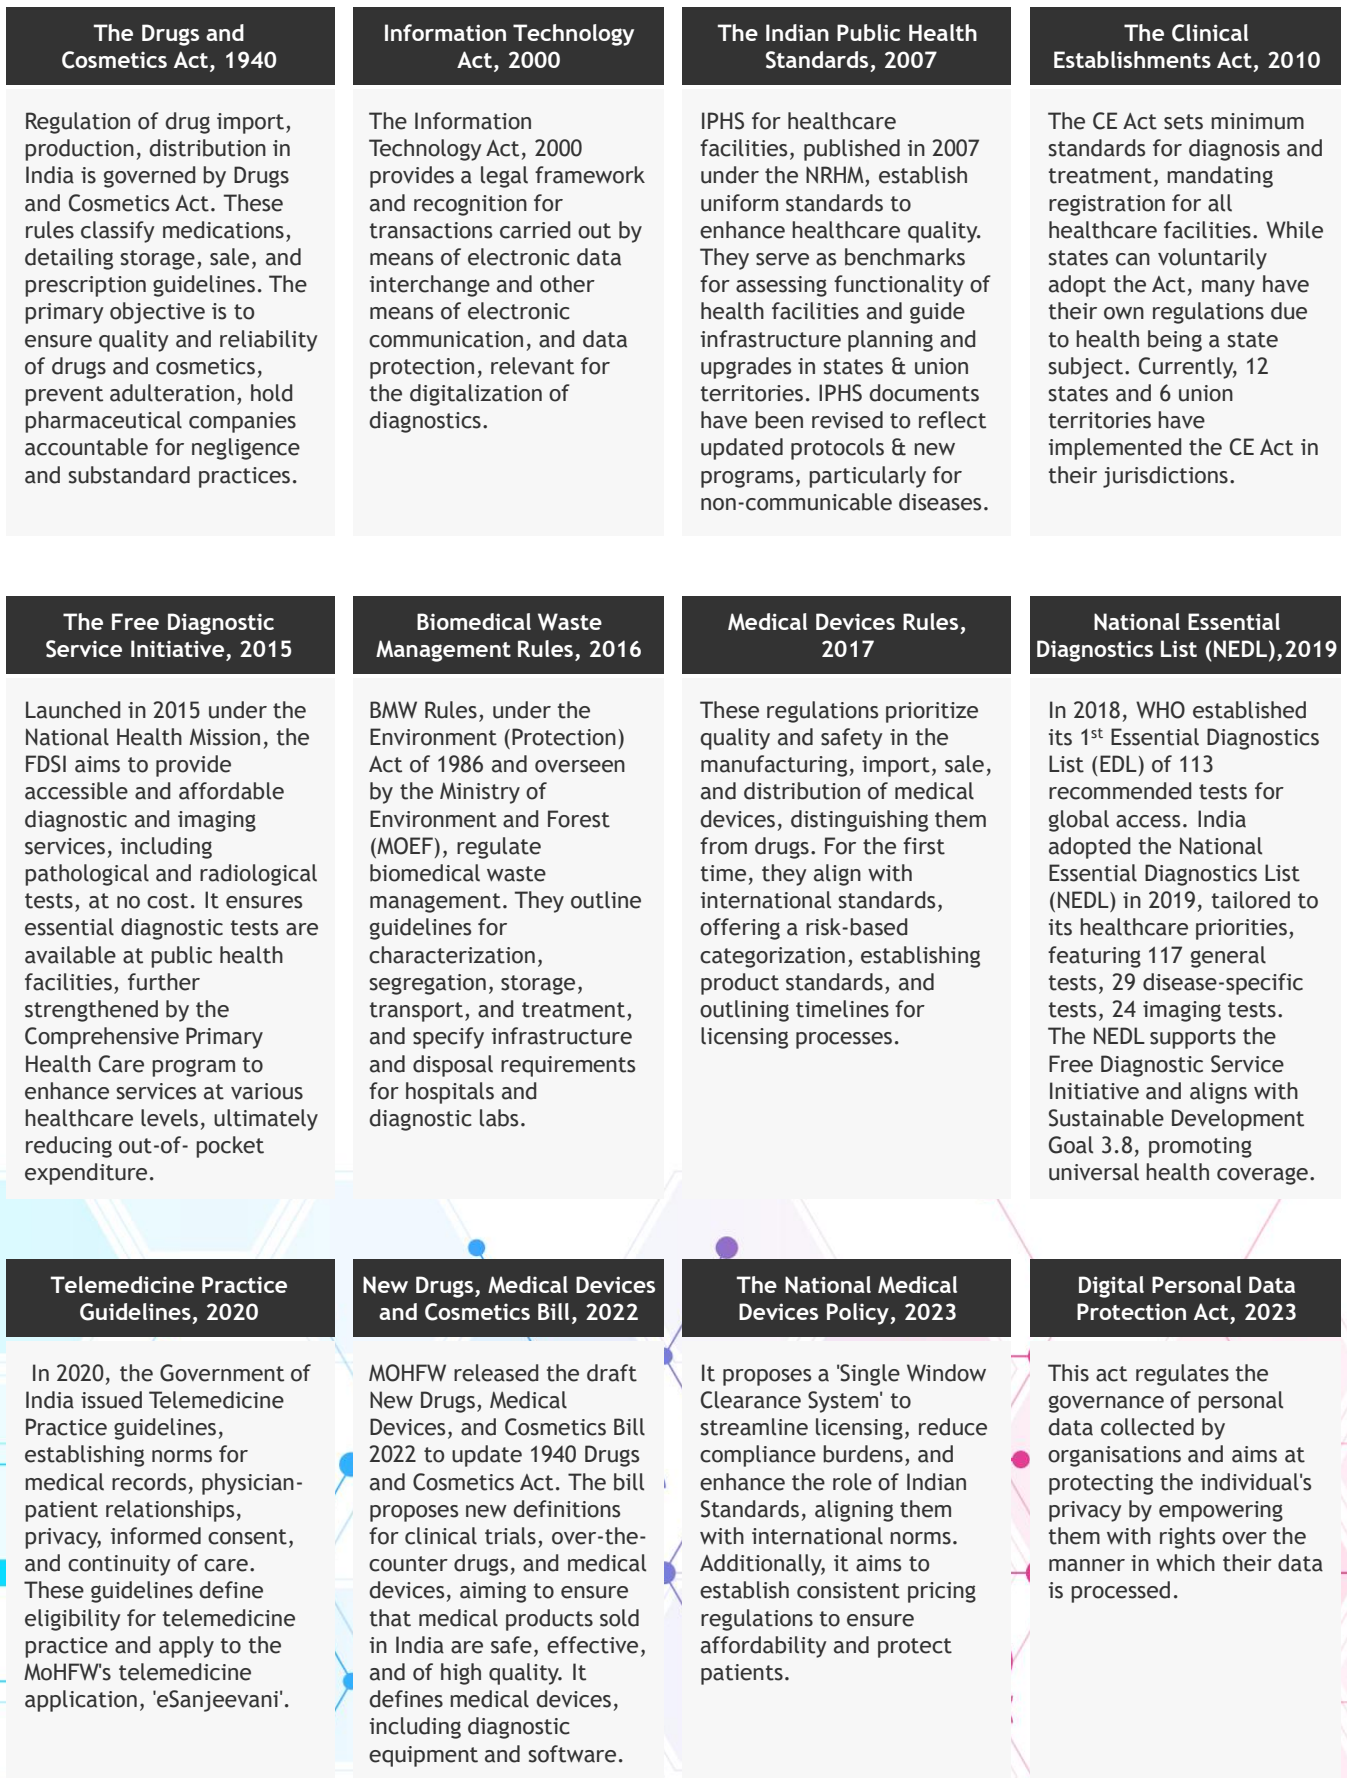 The Drugs and
Cosmetics Act, 1940
Regulation of drug import,
production, distribution in
India is governed by Drugs
and Cosmetics Act. These
rules classify medications,
detailing storage, sale, and
prescription guidelines. The
primary objective is to
ensure quality and reliability
of drugs and cosmetics,
prevent adulteration, hold
pharmaceutical companies
accountable for negligence
and substandard practices.
Information Technology
Act, 2000
The Information
Technology Act, 2000
provides a legal framework
and recognition for
transactions carried out by
means of electronic data
interchange and other
means of electronic
communication, and data
protection, relevant for
the digitalization of
diagnostics.
The Indian Public Health
Standards, 2007
IPHS for healthcare
facilities, published in 2007
under the NRHM, establish
uniform standards to
enhance healthcare quality.
They serve as benchmarks
for assessing functionality of
health facilities and guide
infrastructure planning and
upgrades in states & union
territories. IPHS documents
have been revised to reflect
updated protocols & new
programs, particularly for
non-communicable diseases.
The Clinical
Establishments Act, 2010
The CE Act sets minimum
standards for diagnosis and
treatment, mandating
registration for all
healthcare facilities. While
states can voluntarily
adopt the Act, many have
their own regulations due
to health being a state
subject. Currently, 12
states and 6 union
territories have
implemented the CE Act in
their jurisdictions.
The Free Diagnostic
Service Initiative, 2015
Launched in 2015 under the
National Health Mission, the
FDSI aims to provide
accessible and affordable
diagnostic and imaging
services, including
pathological and radiological
tests, at no cost. It ensures
essential diagnostic tests are
available at public health
facilities, further
strengthened by the
Comprehensive Primary
Health Care program to
enhance services at various
healthcare levels, ultimately
reducing out-of- pocket
expenditure.
Biomedical Waste
Management Rules, 2016
BMW Rules, under the
Environment (Protection)
Act of 1986 and overseen
by the Ministry of
Environment and Forest
(MOEF), regulate
biomedical waste
management. They outline
guidelines for
characterization,
segregation, storage,
transport, and treatment,
and specify infrastructure
and disposal requirements
for hospitals and
diagnostic labs.
Medical Devices Rules,
2017
These regulations prioritize
quality and safety in the
manufacturing, import, sale,
and distribution of medical
devices, distinguishing them
from drugs. For the first
time, they align with
international standards,
offering a risk-based
categorization, establishing
product standards, and
outlining timelines for
licensing processes.
National Essential
Diagnostics List (NEDL),2019
In 2018, WHO established
its 1st Essential Diagnostics
List (EDL) of 113
recommended tests for
global access. India
adopted the National
Essential Diagnostics List
(NEDL) in 2019, tailored to
its healthcare priorities,
featuring 117 general
tests, 29 disease-specific
tests, 24 imaging tests.
The NEDL supports the
Free Diagnostic Service
Initiative and aligns with
Sustainable Development
Goal 3.8, promoting
universal health coverage.
Telemedicine Practice
Guidelines, 2020
In 2020, the Government of
India issued Telemedicine
Practice guidelines,
establishing norms for
medical records, physician-
patient relationships,
privacy, informed consent,
and continuity of care.
These guidelines define
eligibility for telemedicine
practice and apply to the
MoHFW's telemedicine
application, 'eSanjeevani'.
New Drugs, Medical Devices
and Cosmetics Bill, 2022
MOHFW released the draft
New Drugs, Medical
Devices, and Cosmetics Bill
2022 to update 1940 Drugs
and Cosmetics Act. The bill
proposes new definitions
for clinical trials, over-the-
counter drugs, and medical
devices, aiming to ensure
that medical products sold
in India are safe, effective,
and of high quality. It
defines medical devices,
including diagnostic
equipment and software.
The National Medical
Devices Policy, 2023
It proposes a 'Single Window
Clearance System' to
streamline licensing, reduce
compliance burdens, and
enhance the role of Indian
Standards, aligning them
with international norms.
Additionally, it aims to
establish consistent pricing
regulations to ensure
affordability and protect
patients.
Digital Personal Data
Protection Act, 2023
This act regulates the
governance of personal
data collected by
organisations and aims at
protecting the individual's
privacy by empowering
them with rights over the
manner in which their data
is processed.